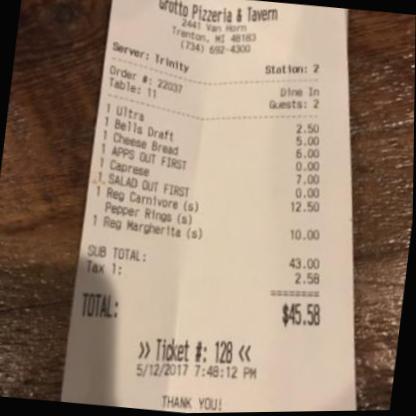 Grotto Pizzeria & Tavern
2441 Van Horn
Trenton, MI 48183
(734) 692-4300
Server: Trinity Station: 2
Order #: 22037 Dine In
Table: 11 Guests: 2
1 Ultra 2.50
1 Bells Draft 5.00
1 Cheese Bread 6.00
1 APPS OUT FIRST 0.00
1 Caprese 7.00
1 SALAD OUT FIRST 0.00
1 Reg Carnivore (s) 12.50
Pepper Rings (s)
1 Reg Margherita (s) 10.00
SUB TOTAL: 43.00
Tax 1: 2.58
========
TOTAL: $45.58
>> Ticket #: 128 <<
5/12/2017 7:48:12 PM
THANK YOU!